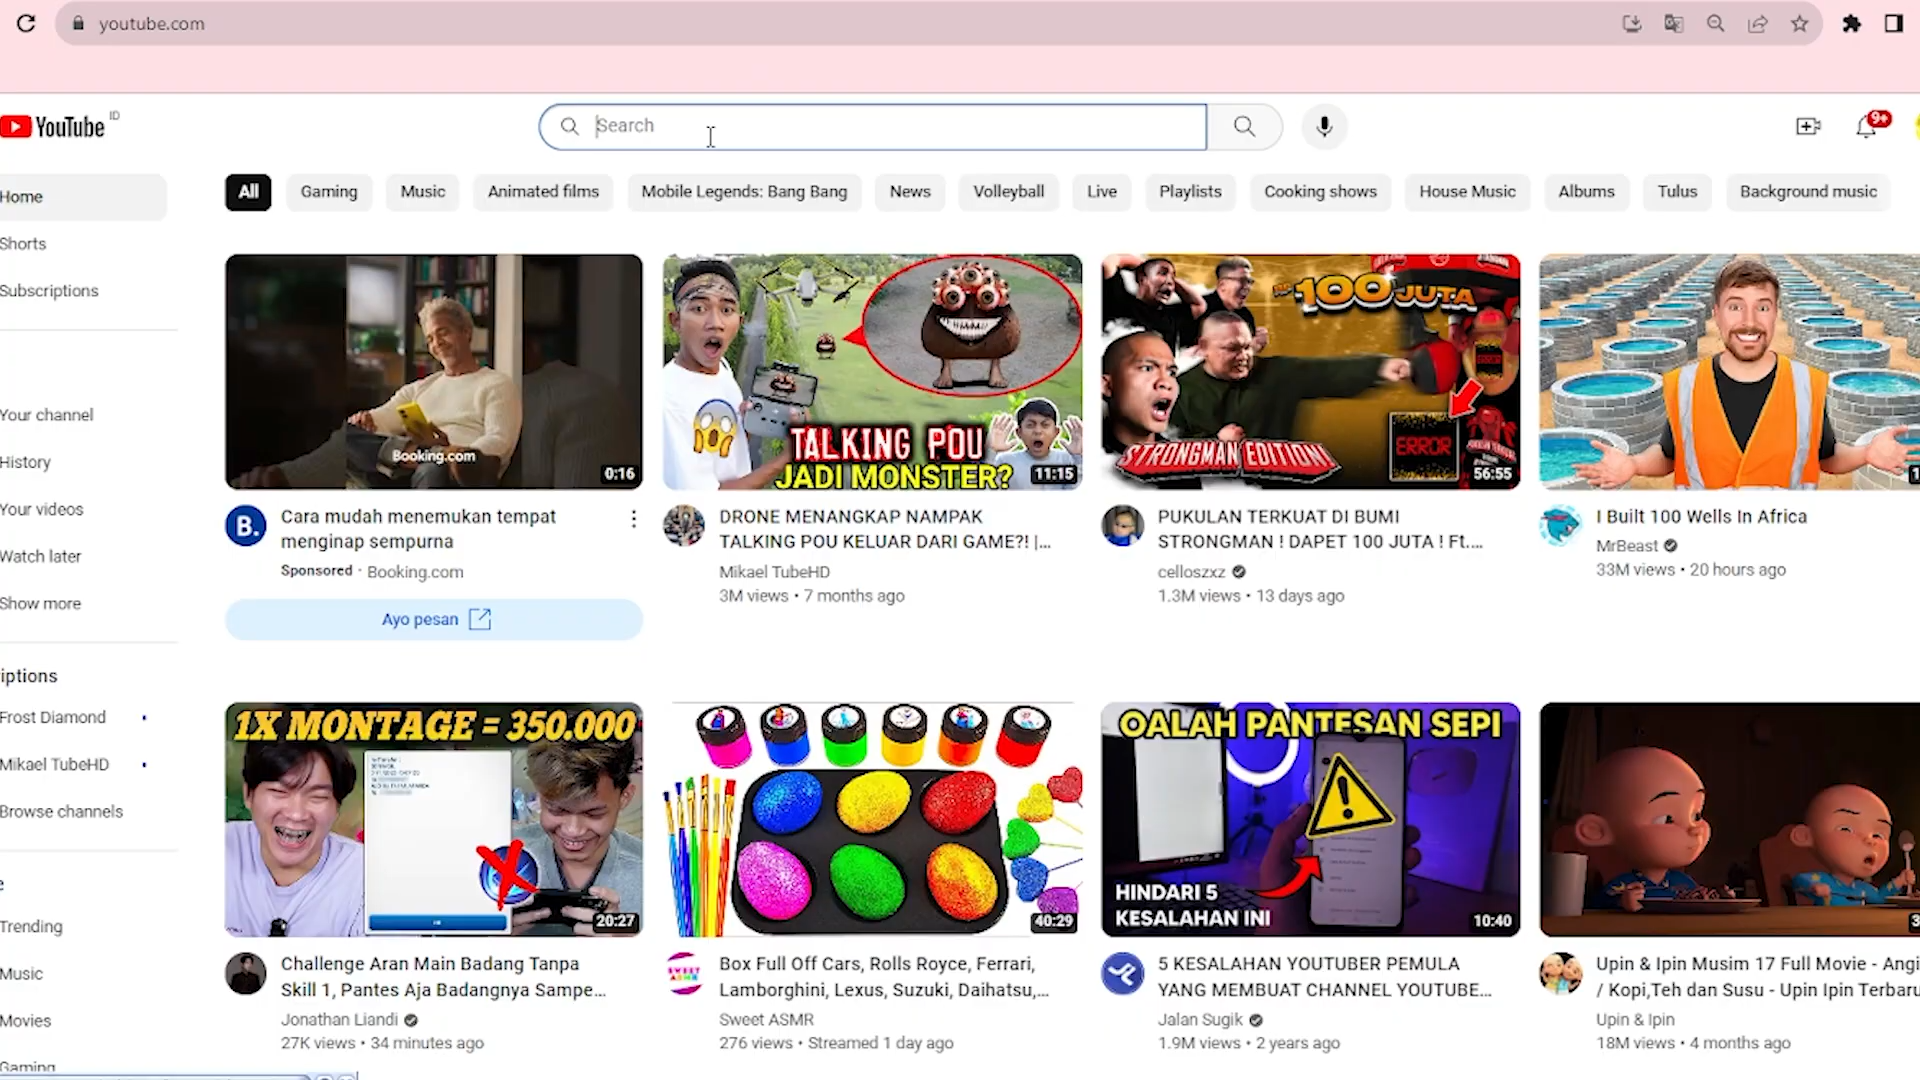 youtube.com
YouTube ID
Search
9+
Home
Shorts
Subscriptions
Your channel
History
Your videos
Watch later
Show more
iptions
Frost Diamond
Mikael TubeHD
Browse channels
e
Trending
Music
Movies
Gaming
All
Gaming
Music
Animated films
Mobile Legends: Bang Bang
News
Volleyball
Live
Playlists
Cooking shows
House Music
Albums
Tulus
Background music
Booking.com
0:16
B.
Cara mudah menemukan tempat
menginap sempurna
Sponsored · Booking.com
Ayo pesan
TALKING POU
JADI MONSTER?
11:15
DRONE MENANGKAP NAMPAK
TALKING POU KELUAR DARI GAME?! |...
Mikael TubeHD
3M views • 7 months ago
RP 100 JUTA
STRONGMAN EDITION!
ERROR
56:55
PUKULAN TERKUAT DI BUMI
STRONGMAN ! DAPET 100 JUTA ! Ft....
celloszxz
1.3M views • 13 days ago
I Built 100 Wells In Africa
MrBeast
33M views • 20 hours ago
1X MONTAGE = 350.000
20:27
Challenge Aran Main Badang Tanpa
Skill 1, Pantes Aja Badangnya Sampe...
Jonathan Liandi
27K views • 34 minutes ago
40:29
SWEET
ASMR
Box Full Off Cars, Rolls Royce, Ferrari,
Lamborghini, Lexus, Suzuki, Daihatsu,...
Sweet ASMR
276 views • Streamed 1 day ago
OALAH PANTESAN SEPI
HINDARI 5
KESALAHAN INI
10:40
5 KESALAHAN YOUTUBER PEMULA
YANG MEMBUAT CHANNEL YOUTUBE...
Jalan Sugik
1.9M views • 2 years ago
Upin & Ipin Musim 17 Full Movie - Angi
/ Kopi,Teh dan Susu - Upin Ipin Terbaru
Upin & Ipin
18M views • 4 months ago